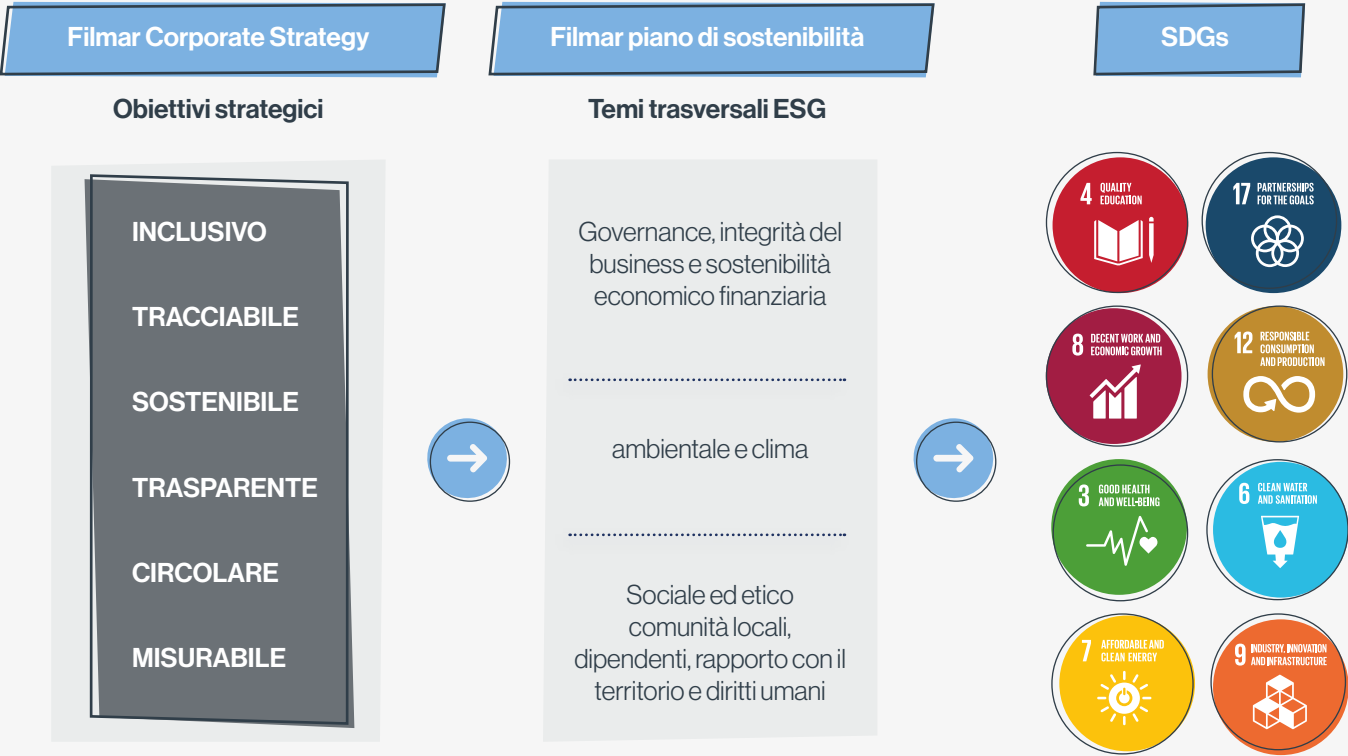 Filmar Corporate Strategy
Obiettivi strategici
INCLUSIVO
TRACCIABILE
SOSTENIBILE
TRASPARENTE
CIRCOLARE
MISURABILE
Filmar piano di sostenibilità
Temi trasversali ESG
Governance, integrità del
business e sostenibilità
economico finanziaria
ambientale e clima
Sociale ed etico
comunità locali,
dipendenti, rapporto con il
territorio e diritti umani
SDGs
4 QUALITY
EDUCATION
17 PARTNERSHIPS
FOR THE GOALS
8 DECENT WORK AND
ECONOMIC GROWTH
12 RESPONSIBLE
CONSUMPTION
AND PRODUCTION
3 GOOD HEALTH
AND WELL-BEING
6 CLEAN WATER
AND SANITATION
7 AFFORDABLE AND
CLEAN ENERGY
9 INDUSTRY, INNOVATION
AND INFRASTRUCTURE